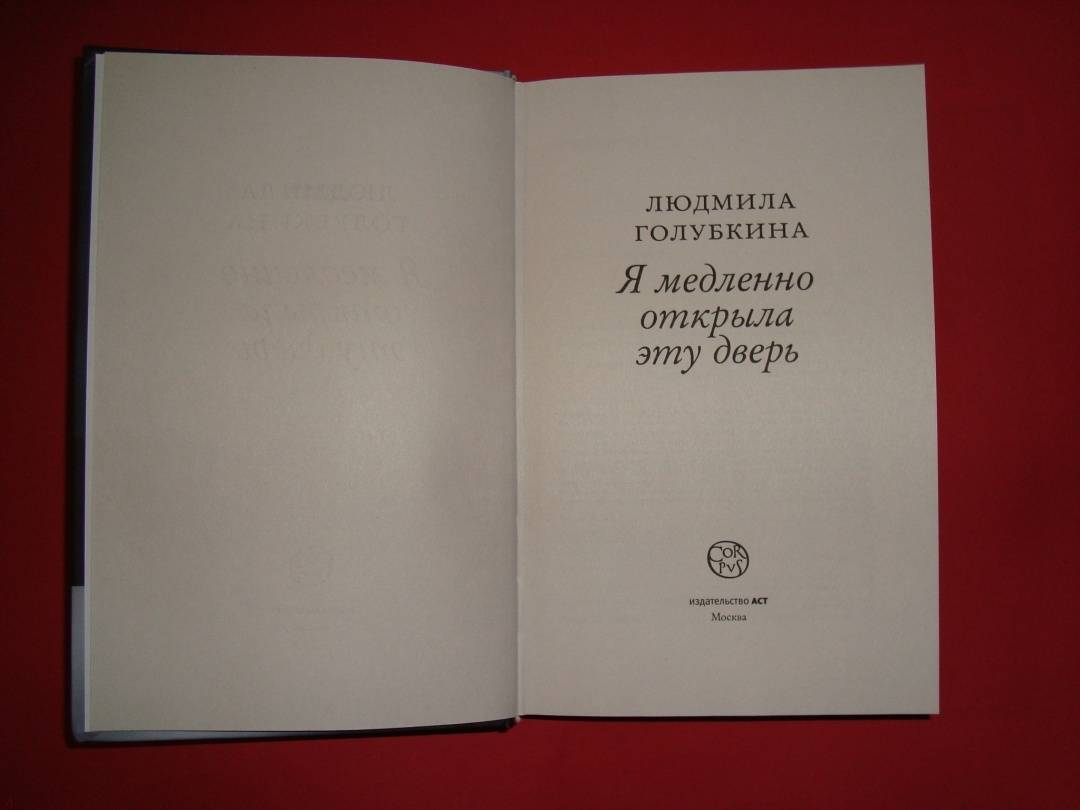 ЛЮДМИЛА
ГОЛУБКИНА
Я медленно
открыла
эту дверь
CORPVS
издательство АСТ
Москва